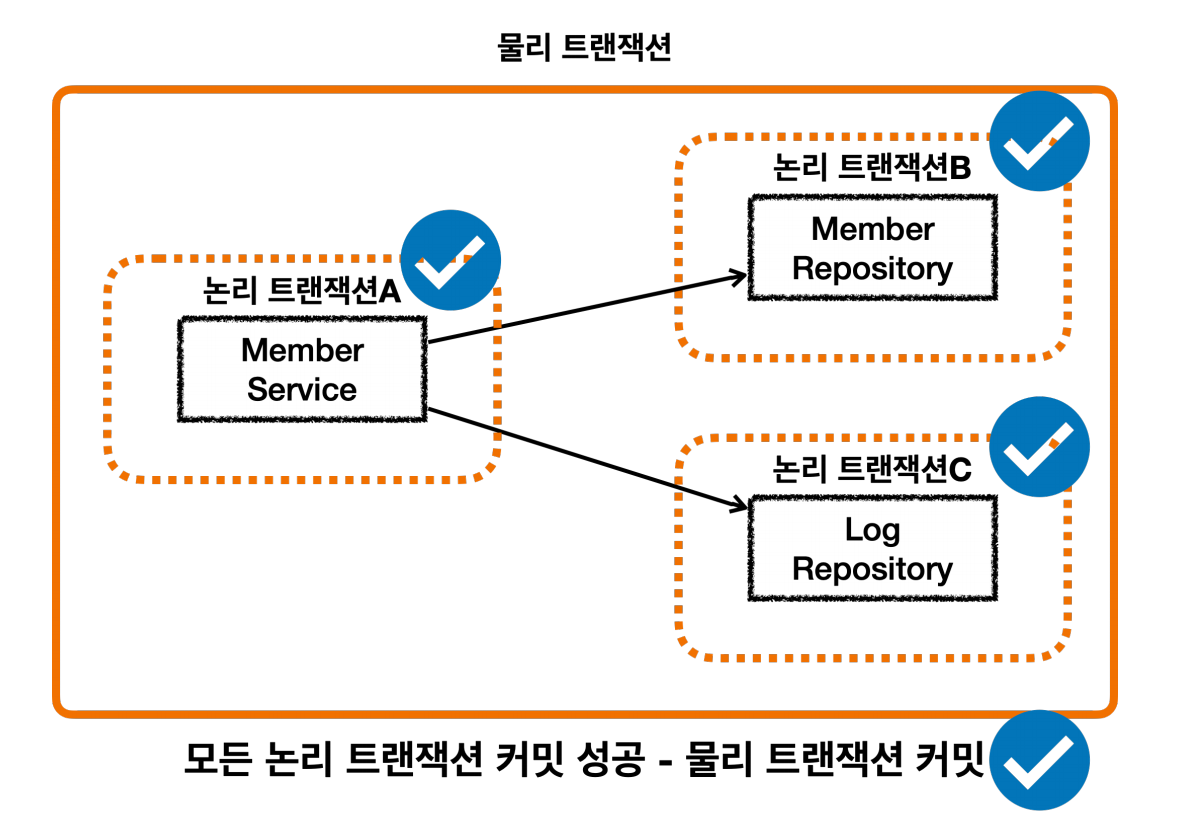 물리 트랜잭션
논리 트랜잭션A
Member
Service
논리 트랜잭션B
Member
Repository
논리 트랜잭션C
Log
Repository
모든 논리 트랜잭션 커밋 성공 - 물리 트랜잭션 커밋